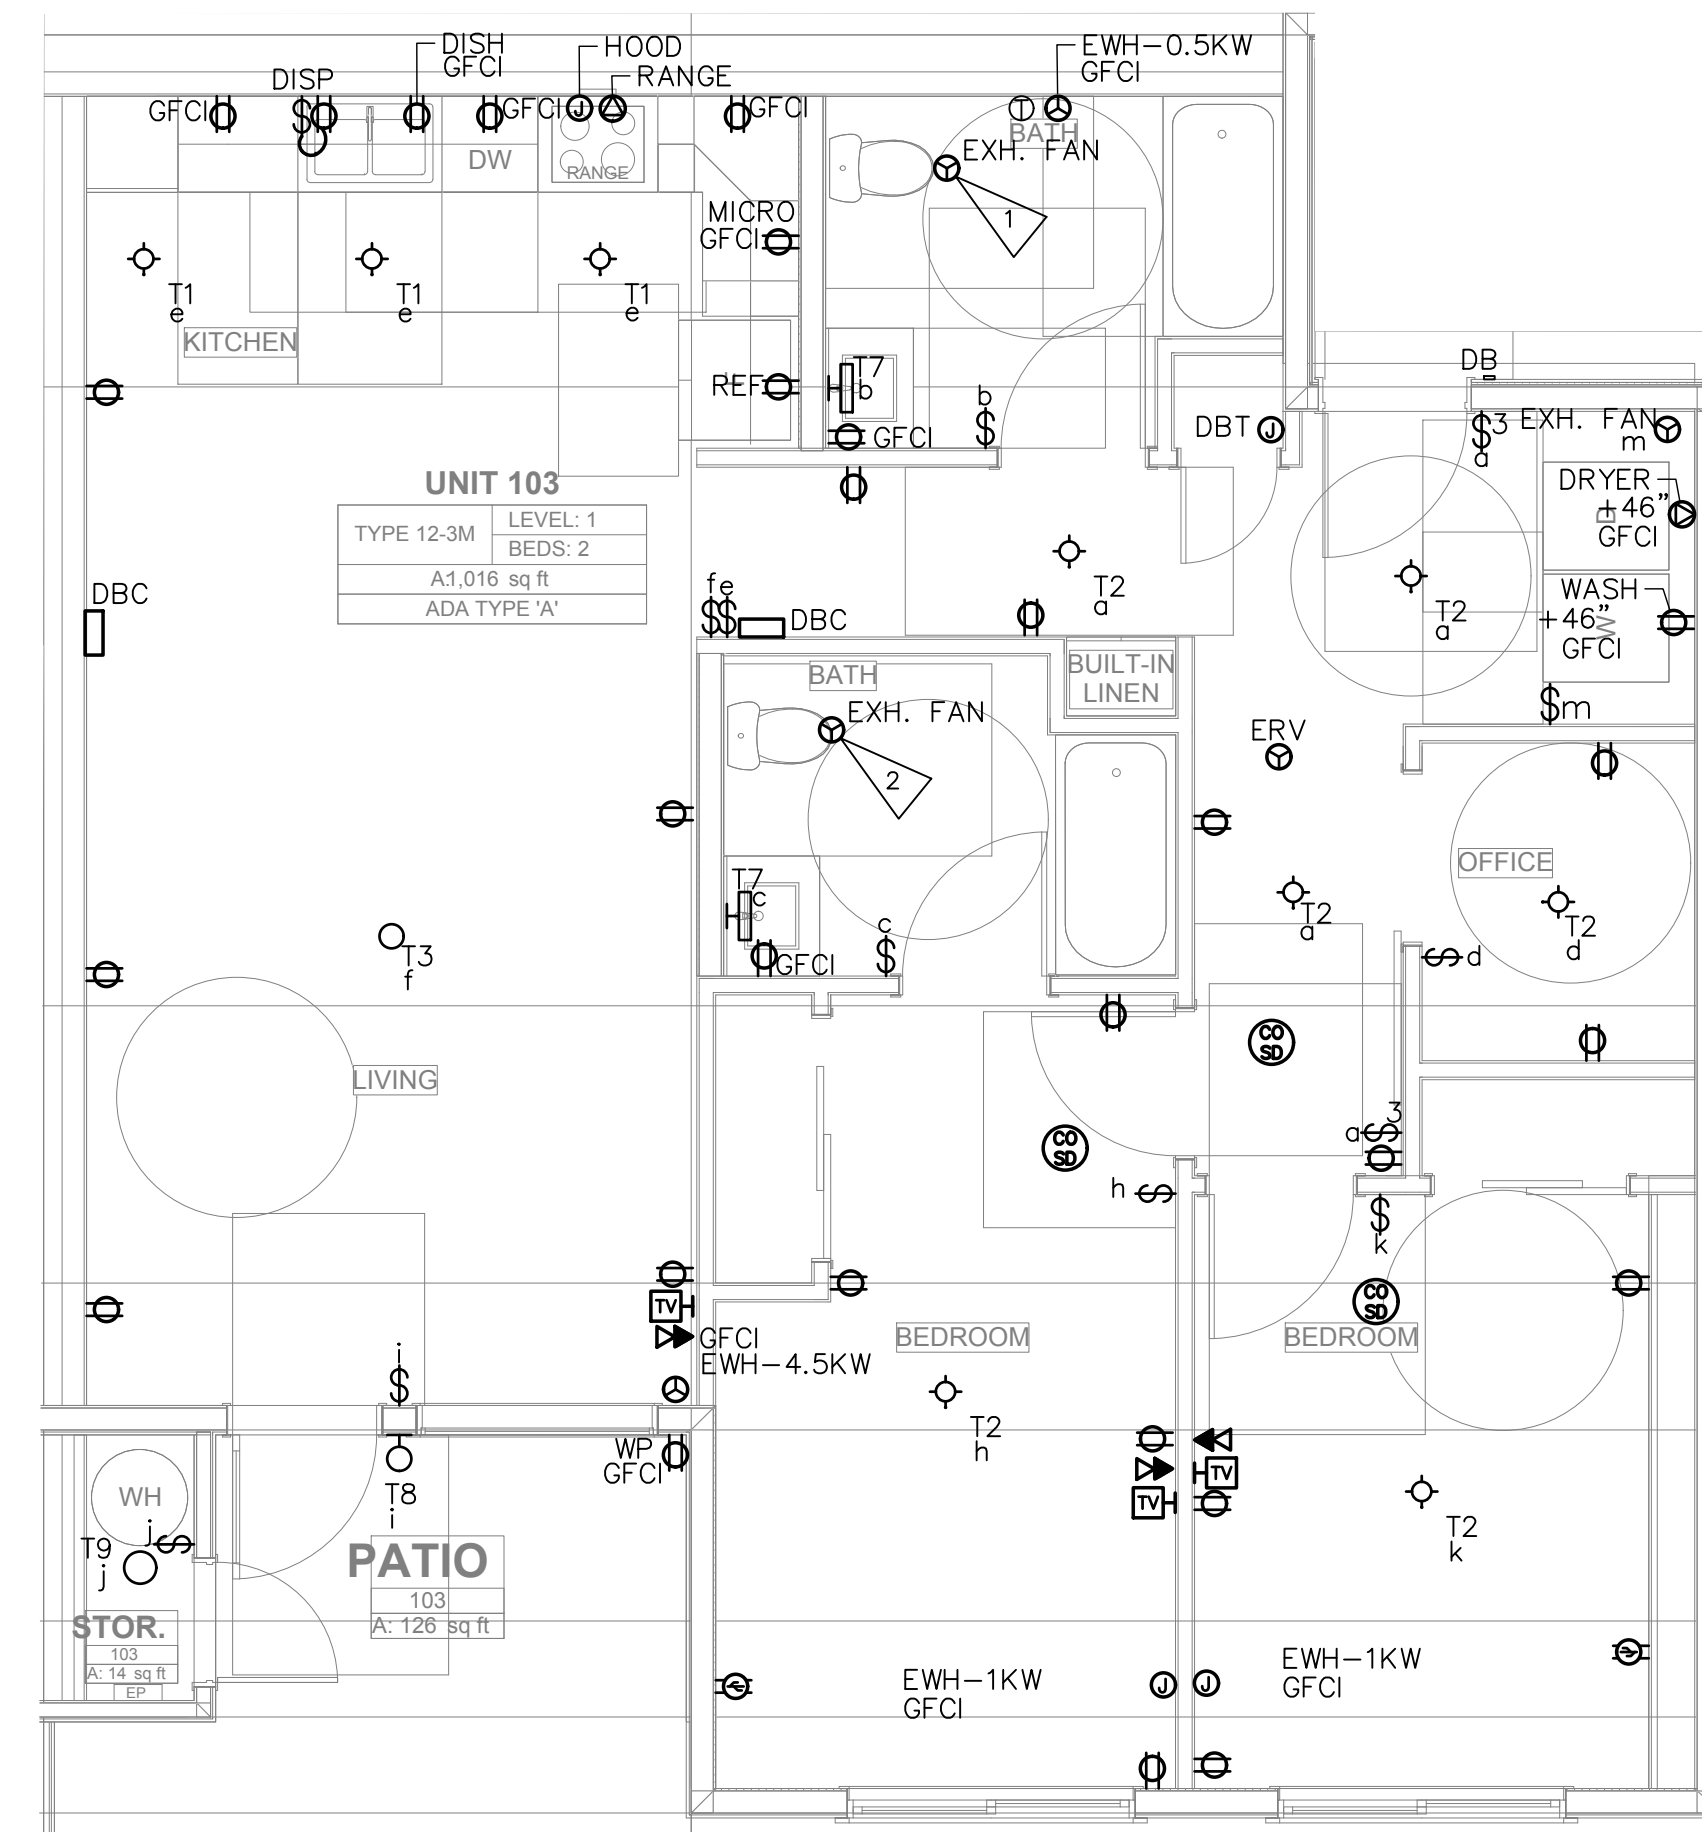 DISH
GFCI
HOOD
RANGE
EWH-0.5KW
GFCI
DISP
$
GFCI
GFCI
J
GFCI
T
BATH
DW
RANGE
EXH. FAN
1
MICRO
GFCI
T1
e
T1
e
T1
e
KITCHEN
REF
T7
b
GFCI
b
$
DBT
J
DB
$3
a
EXH. FAN
m
DRYER
+46"
GFCI
D
WASH
+46"
GFCI
W
$m
UNIT 103
TYPE 12-3M
LEVEL: 1
BEDS: 2
A:1,016 sq ft
ADA TYPE 'A'
DBC
fe
$$
DBC
T2
a
T2
a
BATH
EXH. FAN
2
BUILT-IN
LINEN
ERV
OFFICE
T7
c
GFCI
c
$
T2
a
T2
d
$d
T3
f
LIVING
CO
SD
CO
SD
a$3
h$
$
k
CO
SD
TV
GFCI
EWH-4.5KW
i
$
BEDROOM
BEDROOM
T2
h
TV
TV
T2
k
WP
GFCI
T8
i
WH
j$
T9
j
PATIO
103
A: 126 sq ft
STOR.
103
A: 14 sq ft
EP
EWH-1KW
GFCI
J
J
EWH-1KW
GFCI